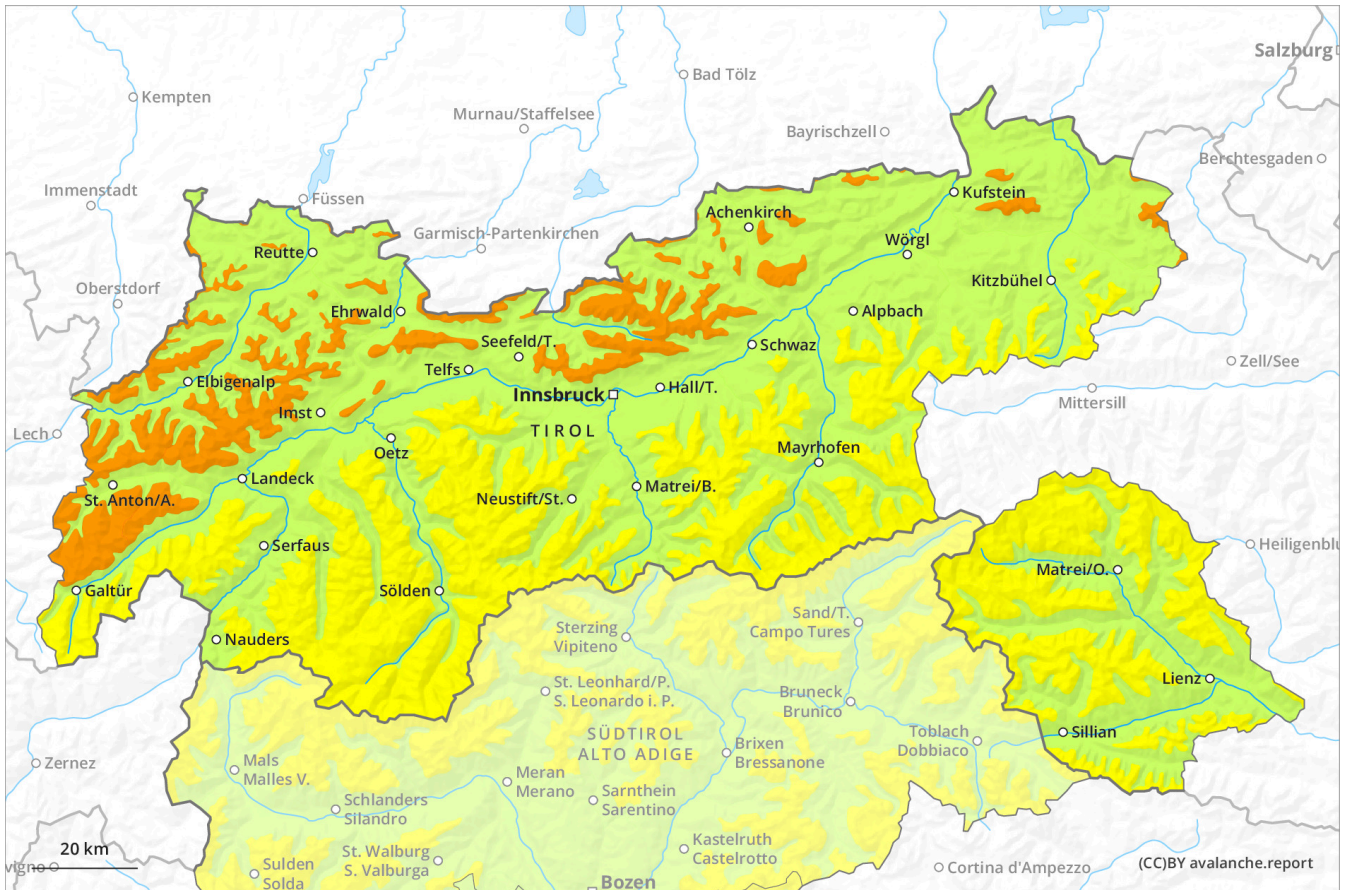 Salzburg
Kempten
Bad Tölz
Murnau/Staffelsee
Bayrischzell
Berchtesgaden
Immenstadt
Füssen
Kufstein
Achenkirch
Garmisch-Partenkirchen
Reutte
Wörgl
Oberstdorf
Kitzbühel
Ehrwald
Alpbach
Seefeld/T.
Schwaz
Telfs
Zell/See
Elbigenalp
Hall/T.
Innsbruck
Mittersill
Imst
Lech
TIROL
Oetz
Mayrhofen
Landeck
Matrei/B.
St. Anton/A.
Neustift/St.
Serfaus
Heiligenblu
Matrei/O.
Galtür
Sölden
Sand/T.
Campo Tures
Sterzing
Vipiteno
Nauders
Lienz
St. Leonhard/P.
S. Leonardo i. P.
Bruneck
Brunico
SÜDTIROL
ALTO ADIGE
Toblach
Dobbiaco
Sillian
Brixen
Bressanone
Zernez
Mals
Malles V.
Meran
Merano
Sarnthein
Sarentino
Schlanders
Silandro
Kastelruth
Castelrotto
20 km
St. Walburg
S. Valburga
vigno
Sulden
Solda
Cortina d'Ampezzo
(CC)BY avalanche.report
Bozen